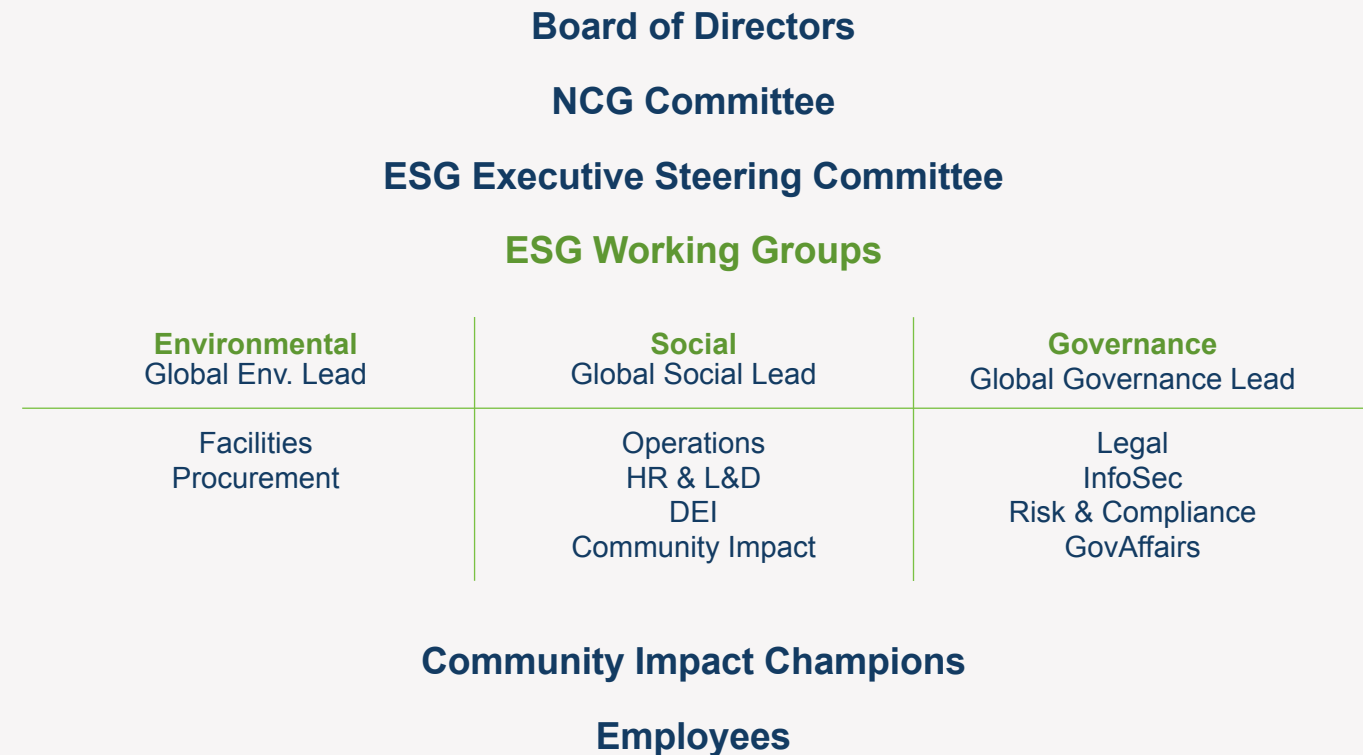 Board of Directors
NCG Committee
ESG Executive Steering Committee
ESG Working Groups
Environmental
Global Env. Lead
Facilities
Procurement
Social
Global Social Lead
Operations
HR & L&D
DEI
Community Impact
Governance
Global Governance Lead
Legal
InfoSec
Risk & Compliance
GovAffairs
Community Impact Champions
Employees